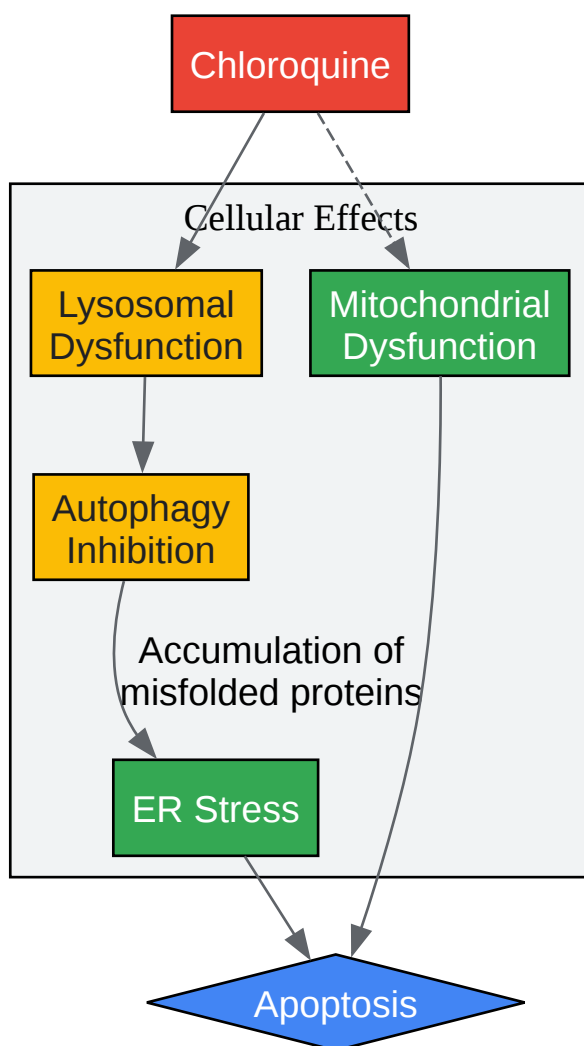 Chloroquine
Cellular Effects
Lysosomal
Dysfunction
Mitochondrial
Dysfunction
Autophagy
Inhibition
Accumulation of
misfolded proteins
ER Stress
Apoptosis